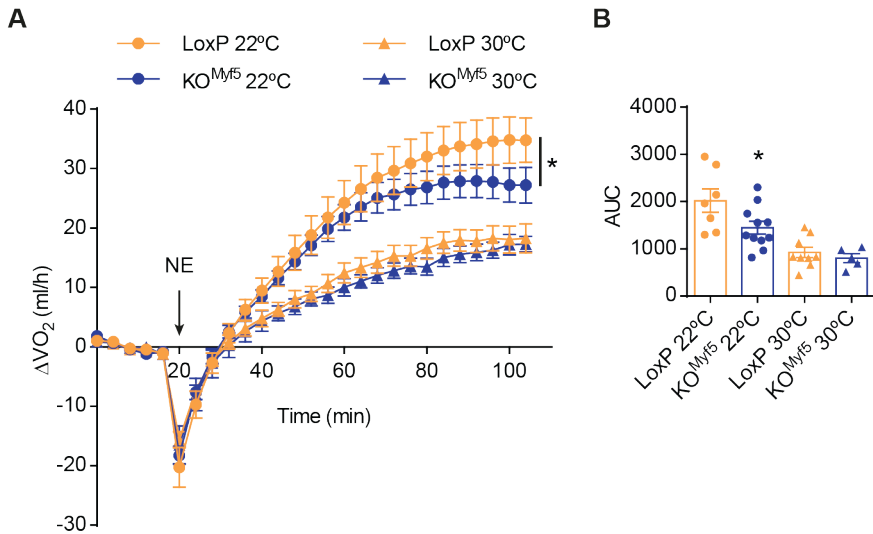 A
LoxP 22ºC
LoxP 30ºC
KOMyf5 22ºC
KOMyf5 30ºC
40
30
20
10
0
-10
-20
-30
ΔVO2 (ml/h)
NE
*
20
40
60
80
100
Time (min)
B
4000
3000
2000
1000
0
AUC
*
LoxP 22ºC
KOMyf5 22ºC
LoxP 30ºC
KOMyf5 30ºC